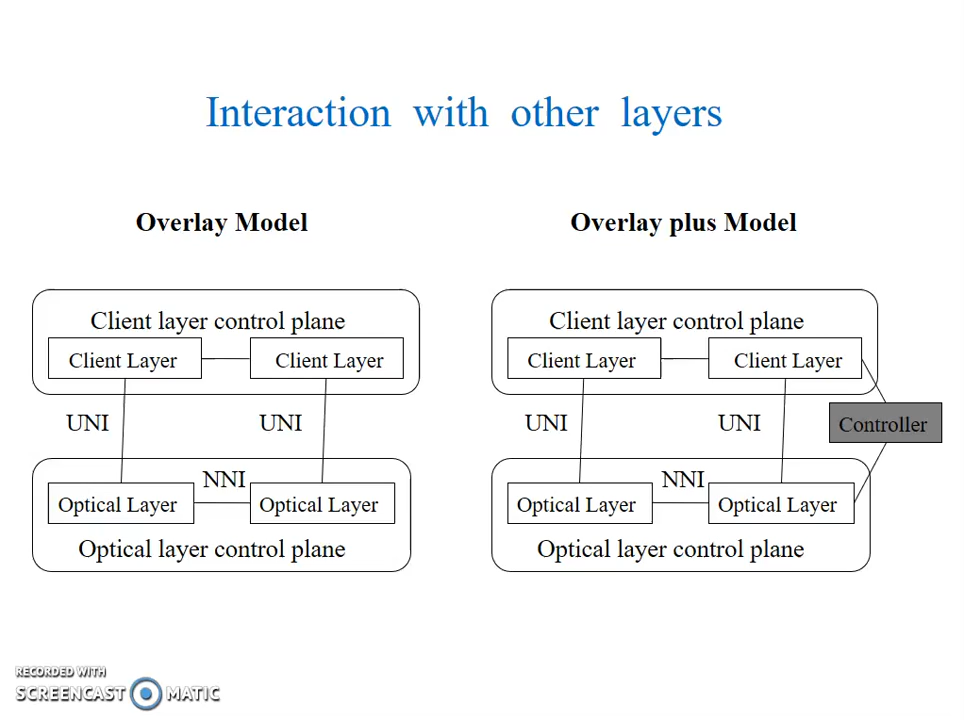 Interaction with other layers
Overlay Model
Client layer control plane
Client Layer
Client Layer
UNI
UNI
NNI
Optical Layer
Optical Layer
Optical layer control plane
Overlay plus Model
Client layer control plane
Client Layer
Client Layer
UNI
UNI
Controller
NNI
Optical Layer
Optical Layer
Optical layer control plane
RECORDED WITH
SCREENCAST MATIC